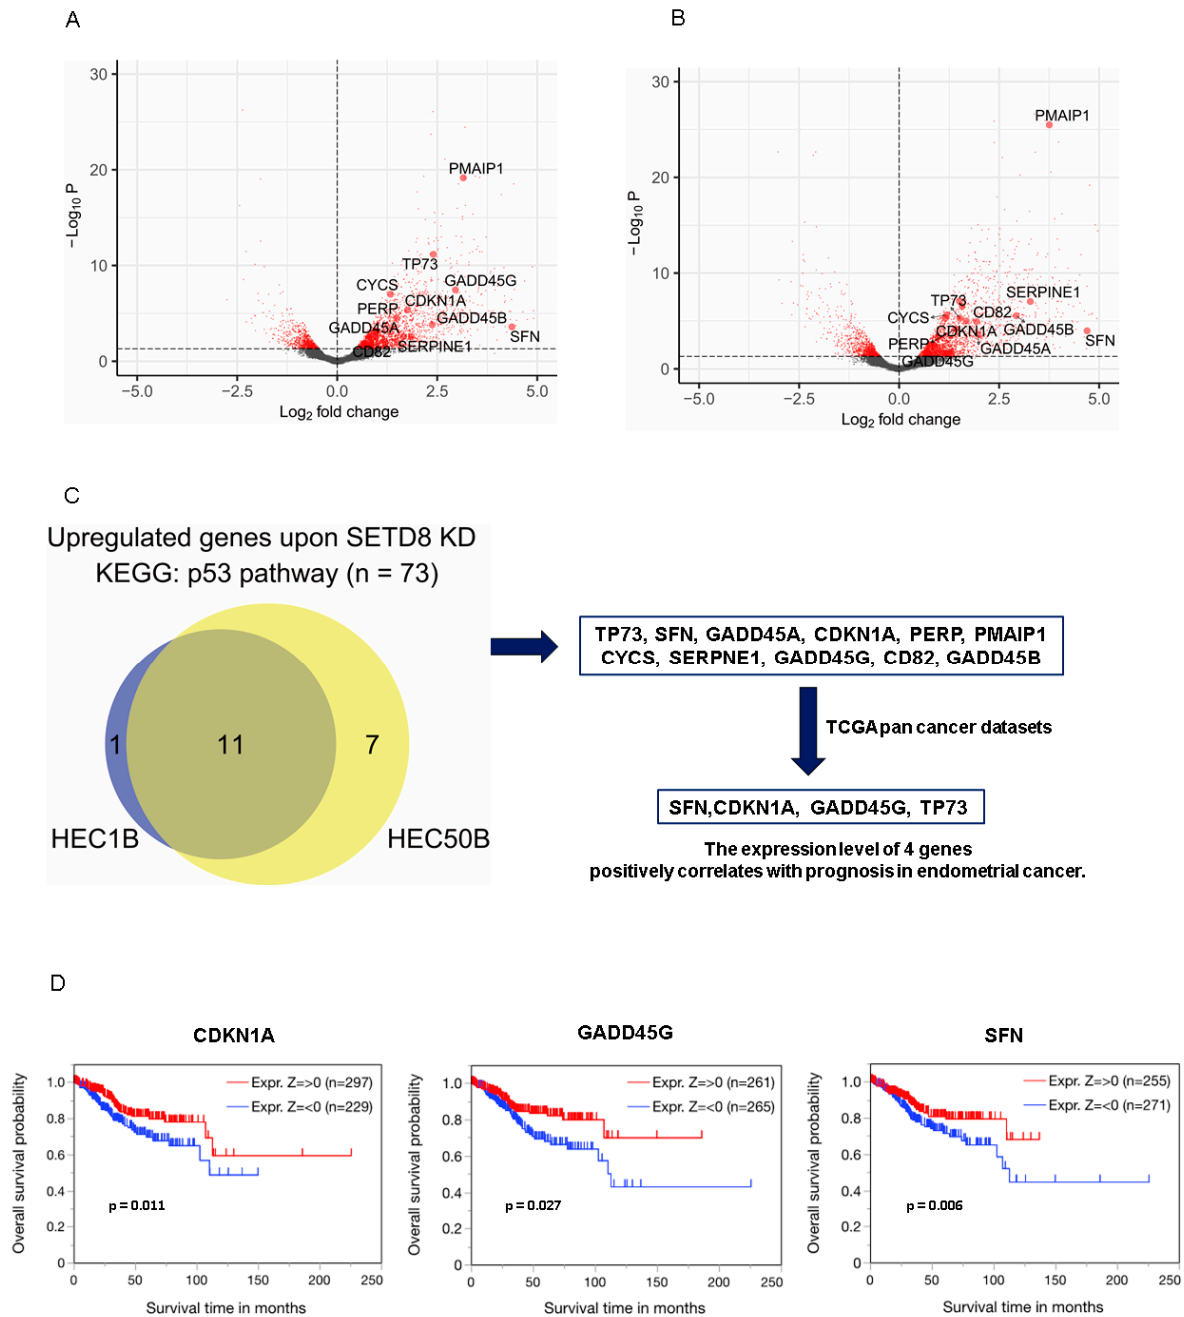 A
B
30
20
10
0
−Log10 P
PMAIP1
TP73
CYCS
GADD45G
PERP
CDKN1A
GADD45A
GADD45B
CD82
SERPINE1
SFN
−5.0
−2.5
0.0
2.5
5.0
Log2 fold change
30
20
10
0
−Log10 P
PMAIP1
TP73
SERPINE1
CYCS
CD82
CDKN1A
GADD45B
PERP
GADD45A
SFN
GADD45G
−5.0
−2.5
0.0
2.5
5.0
Log2 fold change
C
Upregulated genes upon SETD8 KD
KEGG: p53 pathway (n = 73)
1
11
7
HEC1B
HEC50B
TP73, SFN, GADD45A, CDKN1A, PERP, PMAIP1
CYCS, SERPNE1, GADD45G, CD82, GADD45B
TCGA pan cancer datasets
SFN,CDKN1A, GADD45G, TP73
The expression level of 4 genes
positively correlates with prognosis in endometrial cancer.
D
CDKN1A
Overall survival probability
1.0
0.8
0.6
0.4
0.2
0
Expr. Z=>0 (n=297)
Expr. Z=<0 (n=229)
p = 0.011
0
50
100
150
200
250
Survival time in months
GADD45G
Overall survival probability
1.0
0.8
0.6
0.4
0.2
0
Expr. Z=>0 (n=261)
Expr. Z=<0 (n=265)
p = 0.027
0
50
100
150
200
250
Survival time in months
SFN
Overall survival probability
1.0
0.8
0.6
0.4
0.2
0
Expr. Z=>0 (n=255)
Expr. Z=<0 (n=271)
p = 0.006
0
50
100
150
200
250
Survival time in months